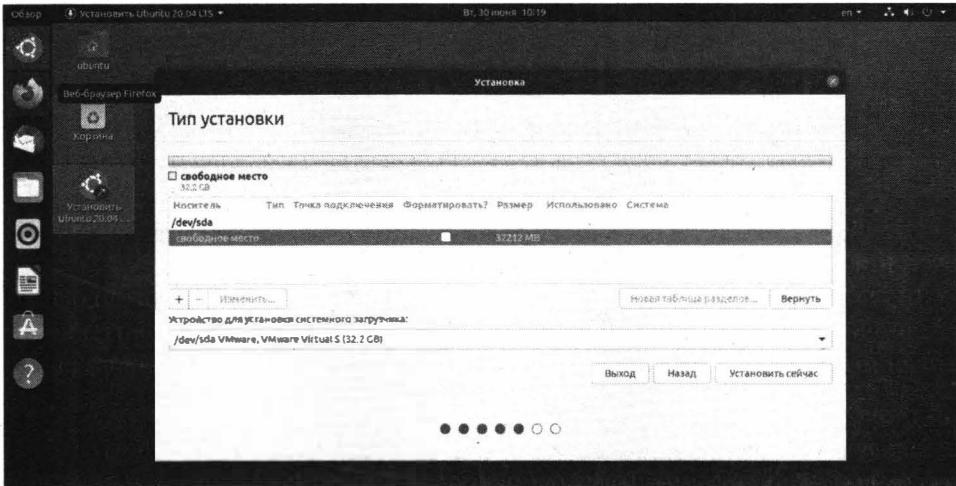 Обзор
Установить Ubuntu 20.04 LTS
Вт, 30 июня 10:19
en
ubuntu
Веб-браузер Firefox
Корзина
Установить
Ubuntu 20.04 ...
Установка
Тип установки
свободное место
32.2 GB
Носитель Тип Точка подключения Форматировать? Размер Использовано Система
/dev/sda
свободное место 32212 MB
+ − Изменить... Новая таблица разделов... Вернуть
Устройство для установки системного загрузчика:
/dev/sda VMware, VMware Virtual S (32.2 GB)
Выход Назад Установить сейчас